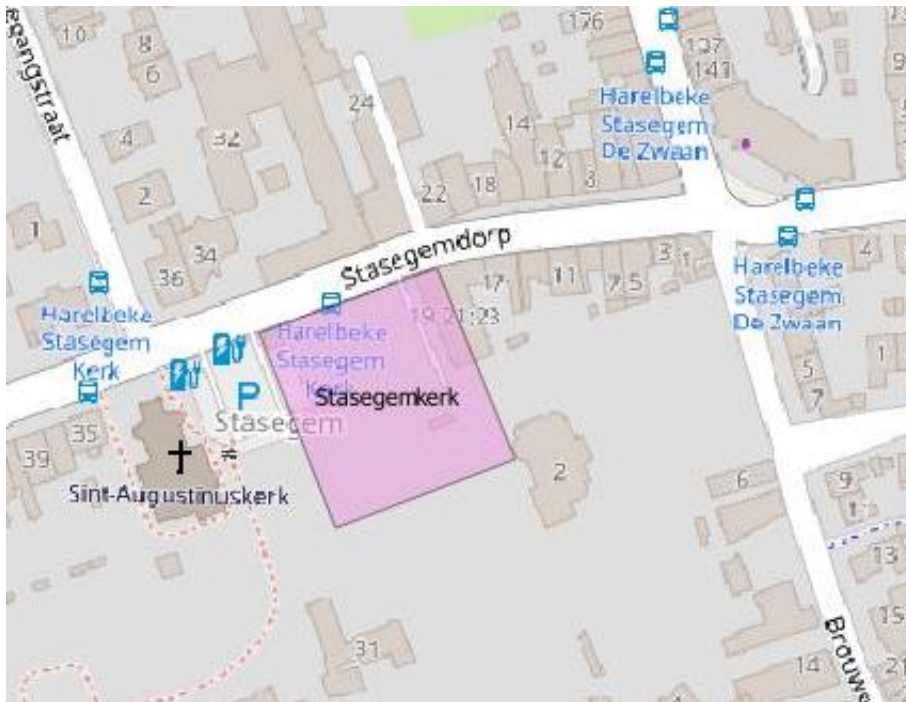 egangstraat
10
8
6
4
2
1
32
24
34
36
22
18
14
12
8
176
137
141
9
Harelbeke
Stasegem
De Zwaan
Stasegemdorp
17
11
7
5
3
1
4
Harelbeke
Stasegem
De Zwaan
Harelbeke
Stasegem
Kerk
Harelbeke
Stasegem
Kerk
19;21;23
P
Stasegem
Stasegemkerk
35
39
Sint-Augustinuskerk
2
5
7
1
6
9
13
15
21
14
31
Brouwe